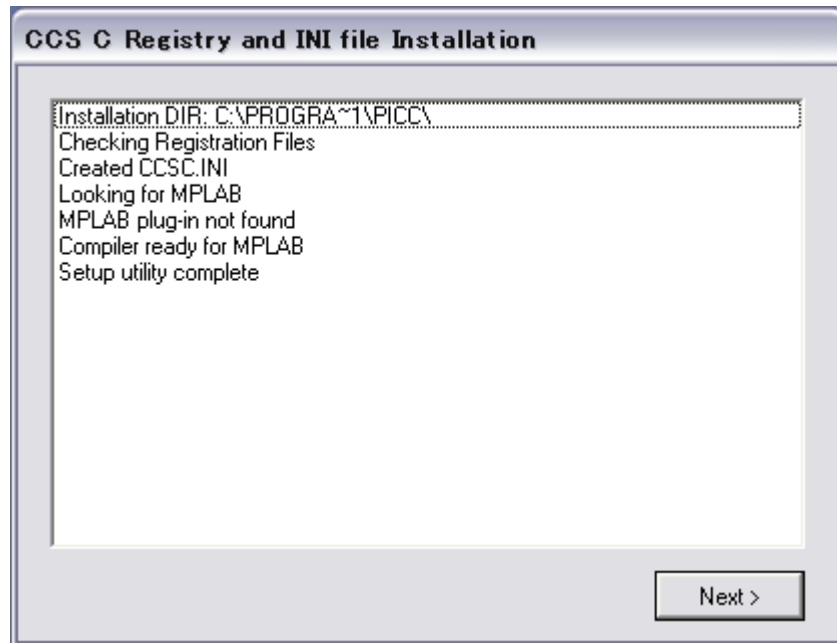 CCS C Registry and INI file Installation
Installation DIR: C:\PROGRA~1\PICC\
Checking Registration Files
Created CCSC.INI
Looking for MPLAB
MPLAB plug-in not found
Compiler ready for MPLAB
Setup utility complete
Next >